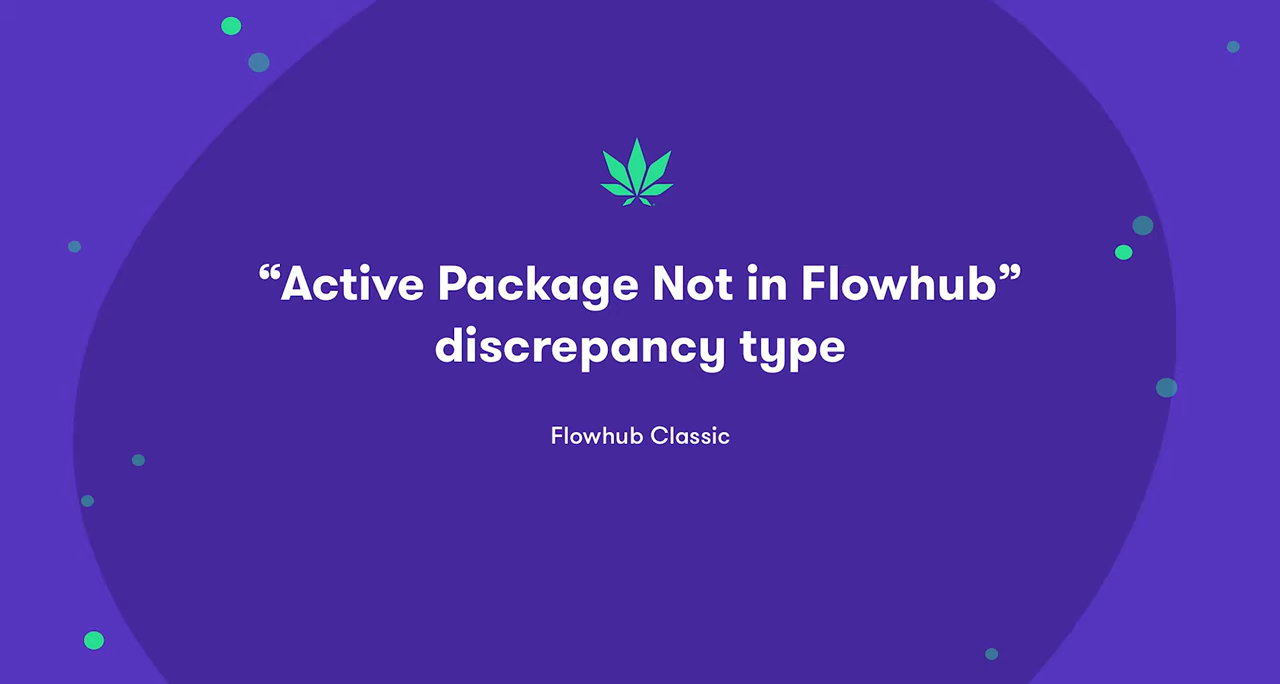 “Active Package Not in Flowhub”
discrepancy type
Flowhub Classic